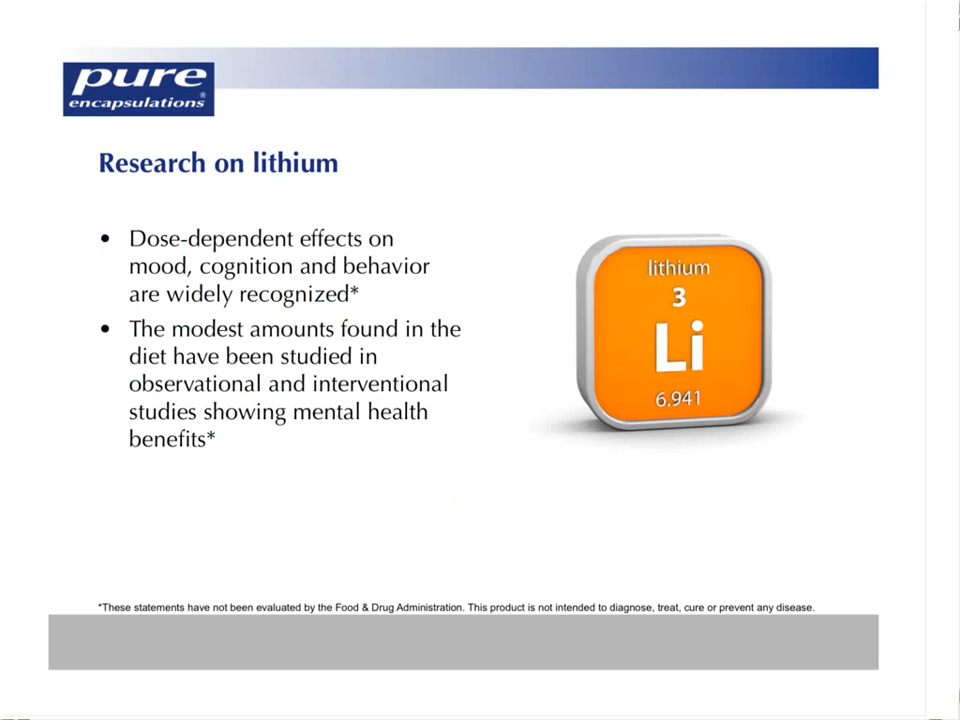 pure
encapsulations®
Research on lithium
• Dose-dependent effects on
mood, cognition and behavior
are widely recognized*
• The modest amounts found in the
diet have been studied in
observational and interventional
studies showing mental health
benefits*
lithium
3
Li
6.941
*These statements have not been evaluated by the Food & Drug Administration. This product is not intended to diagnose, treat, cure or prevent any disease.